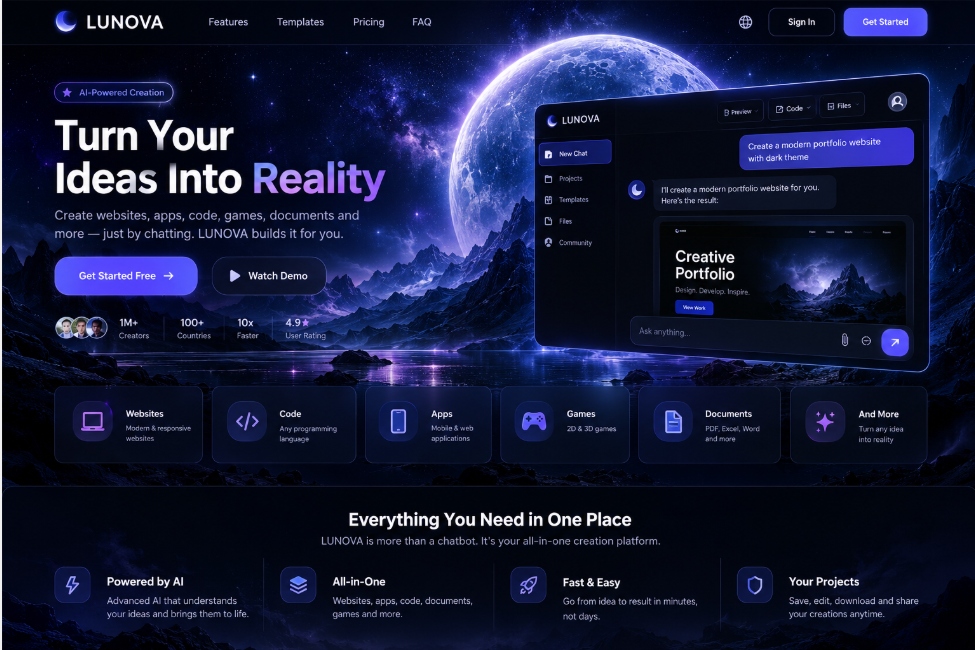 LUNOVA
Features
Templates
Pricing
FAQ
Sign In
Get Started
AI-Powered Creation
Turn Your
Ideas Into Reality
Create websites, apps, code, games, documents and
more — just by chatting. LUNOVA builds it for you.
Get Started Free →
Watch Demo
1M+
Creators
100+
Countries
10x
Faster
4.9★
User Rating
LUNOVA
Preview
Code
Files
New Chat
Projects
Templates
Files
Community
Create a modern portfolio website
with dark theme
I'll create a modern portfolio website for you.
Here's the result:
Creative
Portfolio
Design. Develop. Inspire.
View Work
Ask anything...
Websites
Modern & responsive
websites
Code
Any programming
language
Apps
Mobile & web
applications
Games
2D & 3D games
Documents
PDF, Excel, Word
and more
And More
Turn any idea
into reality
Everything You Need in One Place
LUNOVA is more than a chatbot. It's your all-in-one creation platform.
Powered by AI
Advanced AI that understands
your ideas and brings them to life.
All-in-One
Websites, apps, code, documents,
games and more.
Fast & Easy
Go from idea to result in minutes,
not days.
Your Projects
Save, edit, download and share
your creations anytime.